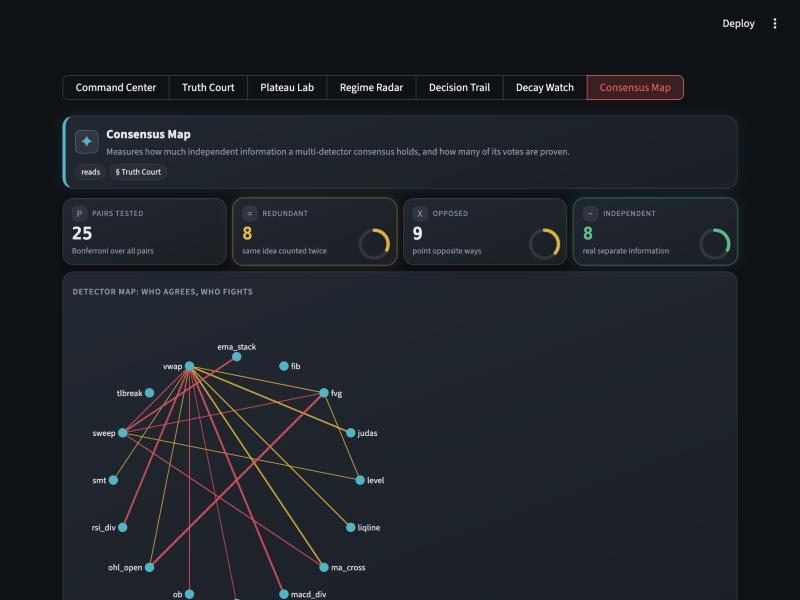 Deploy
Command Center
Truth Court
Plateau Lab
Regime Radar
Decision Trail
Decay Watch
Consensus Map
Consensus Map
Measures how much independent information a multi-detector consensus holds, and how many of its votes are proven.
reads
§ Truth Court
P PAIRS TESTED
25
Bonferroni over all pairs
= REDUNDANT
8
same idea counted twice
X OPPOSED
9
point opposite ways
~ INDEPENDENT
8
real separate information
DETECTOR MAP: WHO AGREES, WHO FIGHTS
ema_stack
vwap
fib
tlbreak
fvg
sweep
judas
smt
level
rsi_div
liqline
ohl_open
ma_cross
ob
macd_div